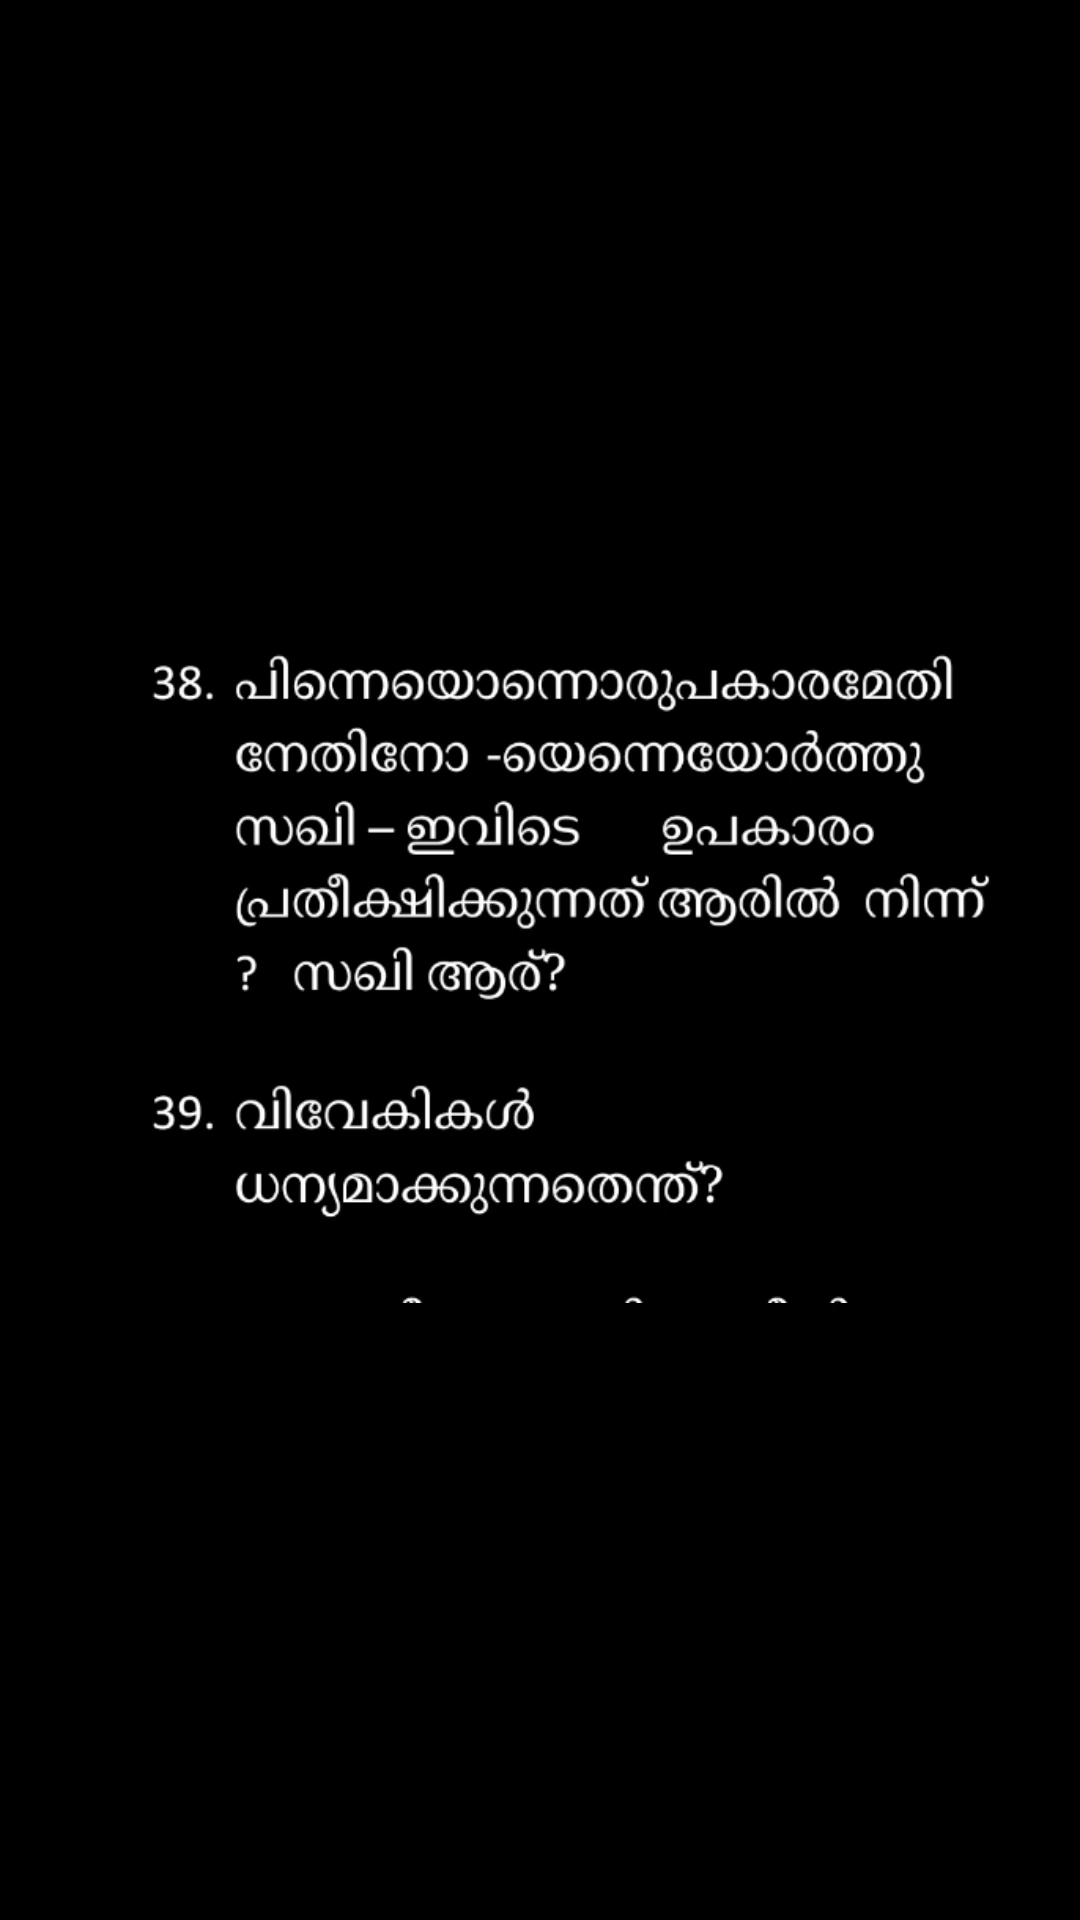 38. പിന്നെയൊന്നൊരുപകാരമേതി
നേതിനോ -യെന്നെയോർത്തു
സഖി – ഇവിടെ ഉപകാരം
പ്രതീക്ഷിക്കുന്നത് ആരിൽ നിന്ന്
? സഖി ആര്?
39. വിവേകികൾ
ധന്യമാക്കുന്നതെന്ത്?